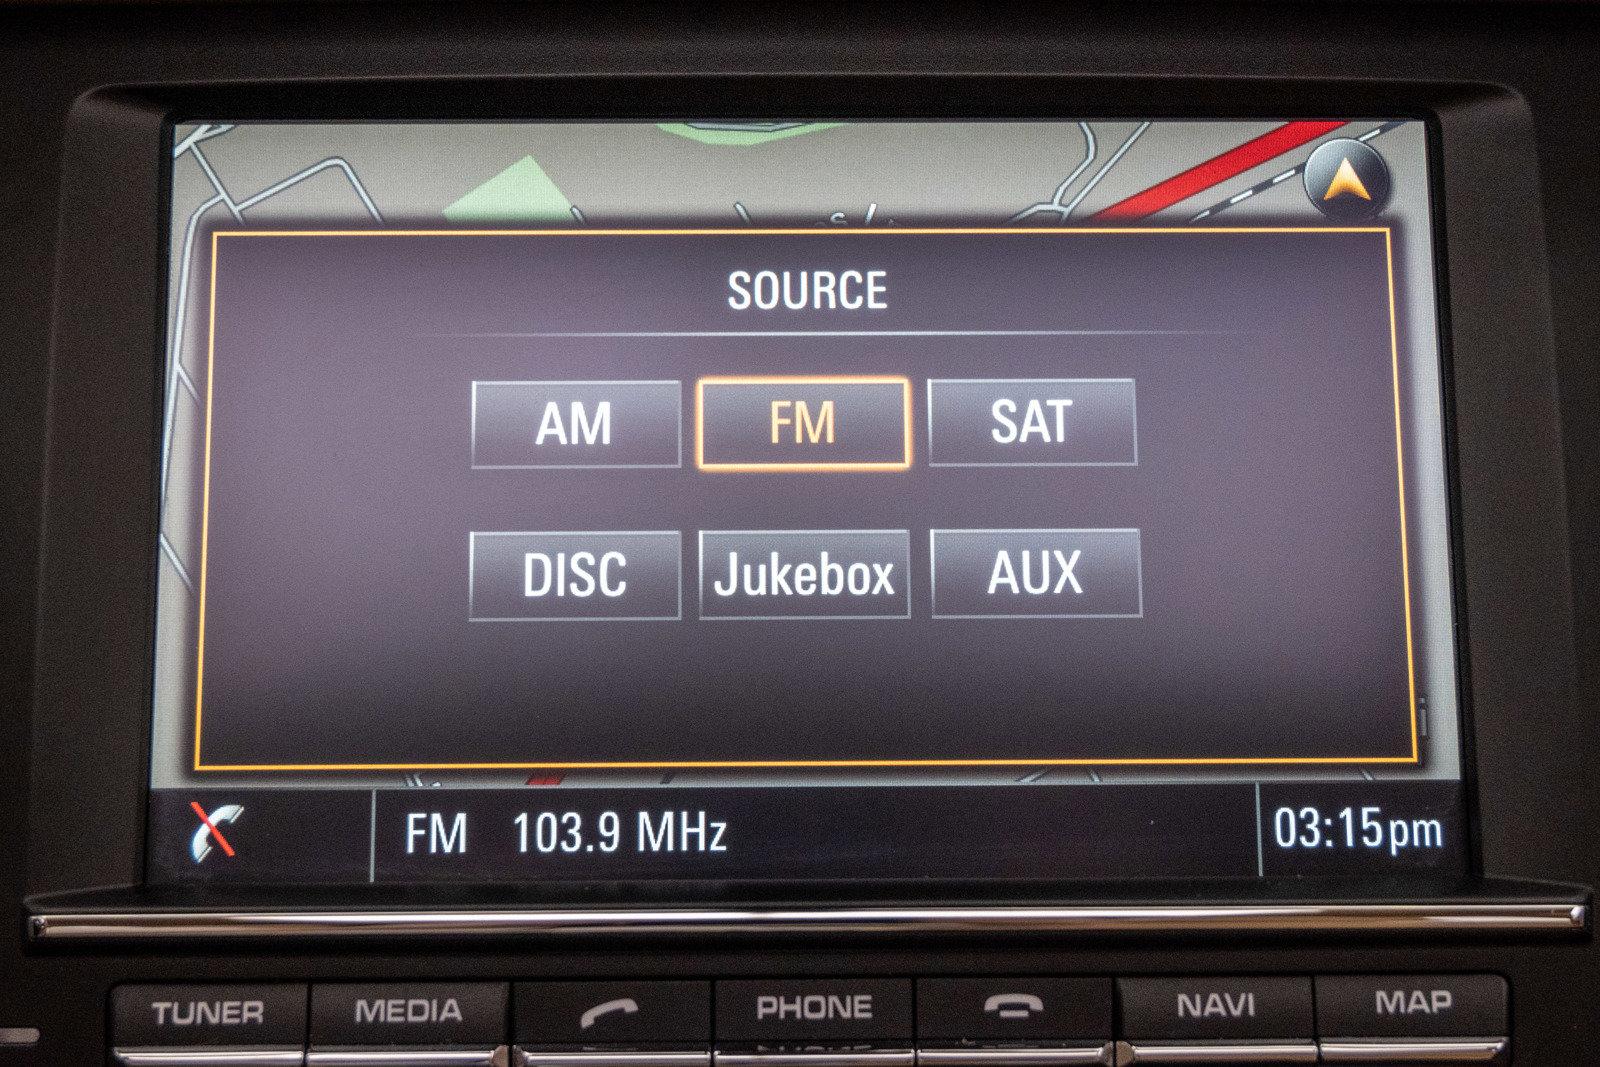 SOURCE
AM FM SAT
DISC Jukebox AUX
FM 103.9 MHz 03:15pm
TUNER MEDIA PHONE NAVI MAP